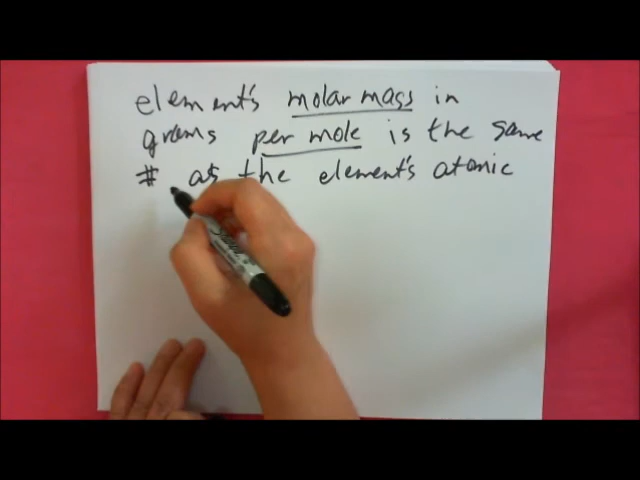 element's molar mass in
grams per mole is the same
# as the element's atomic